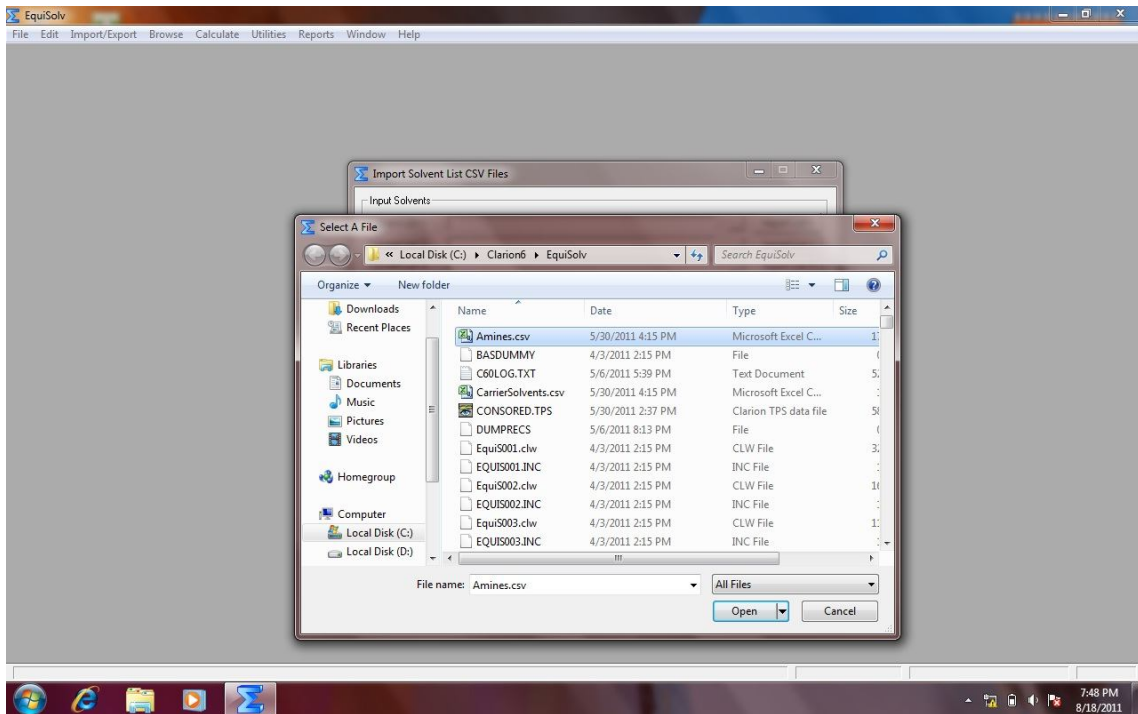 EquiSolv
File Edit Import/Export Browse Calculate Utilities Reports Window Help
Import Solvent List CSV Files
Input Solvents
Select A File
« Local Disk (C:) ▸ Clarion6 ▸ EquiSolv
Search EquiSolv
Organize New folder
Downloads
Recent Places
Libraries
Documents
Music
Pictures
Videos
Homegroup
Computer
Local Disk (C:)
Local Disk (D:)
Name Date Type Size
Amines.csv 5/30/2011 4:15 PM Microsoft Excel C...
BASDUMMY 4/3/2011 2:15 PM File
C60LOG.TXT 5/6/2011 5:39 PM Text Document
CarrierSolvents.csv 5/30/2011 4:15 PM Microsoft Excel C...
CONSORED.TPS 5/30/2011 2:37 PM Clarion TPS data file
DUMPRECS 5/6/2011 8:13 PM File
EquiS001.clw 4/3/2011 2:15 PM CLW File
EQUIS001.INC 4/3/2011 2:15 PM INC File
EquiS002.clw 4/3/2011 2:15 PM CLW File
EQUIS002.INC 4/3/2011 2:15 PM INC File
EquiS003.clw 4/3/2011 2:15 PM CLW File
EQUIS003.INC 4/3/2011 2:15 PM INC File
File name: Amines.csv All Files
Open Cancel
7:48 PM
8/18/2011